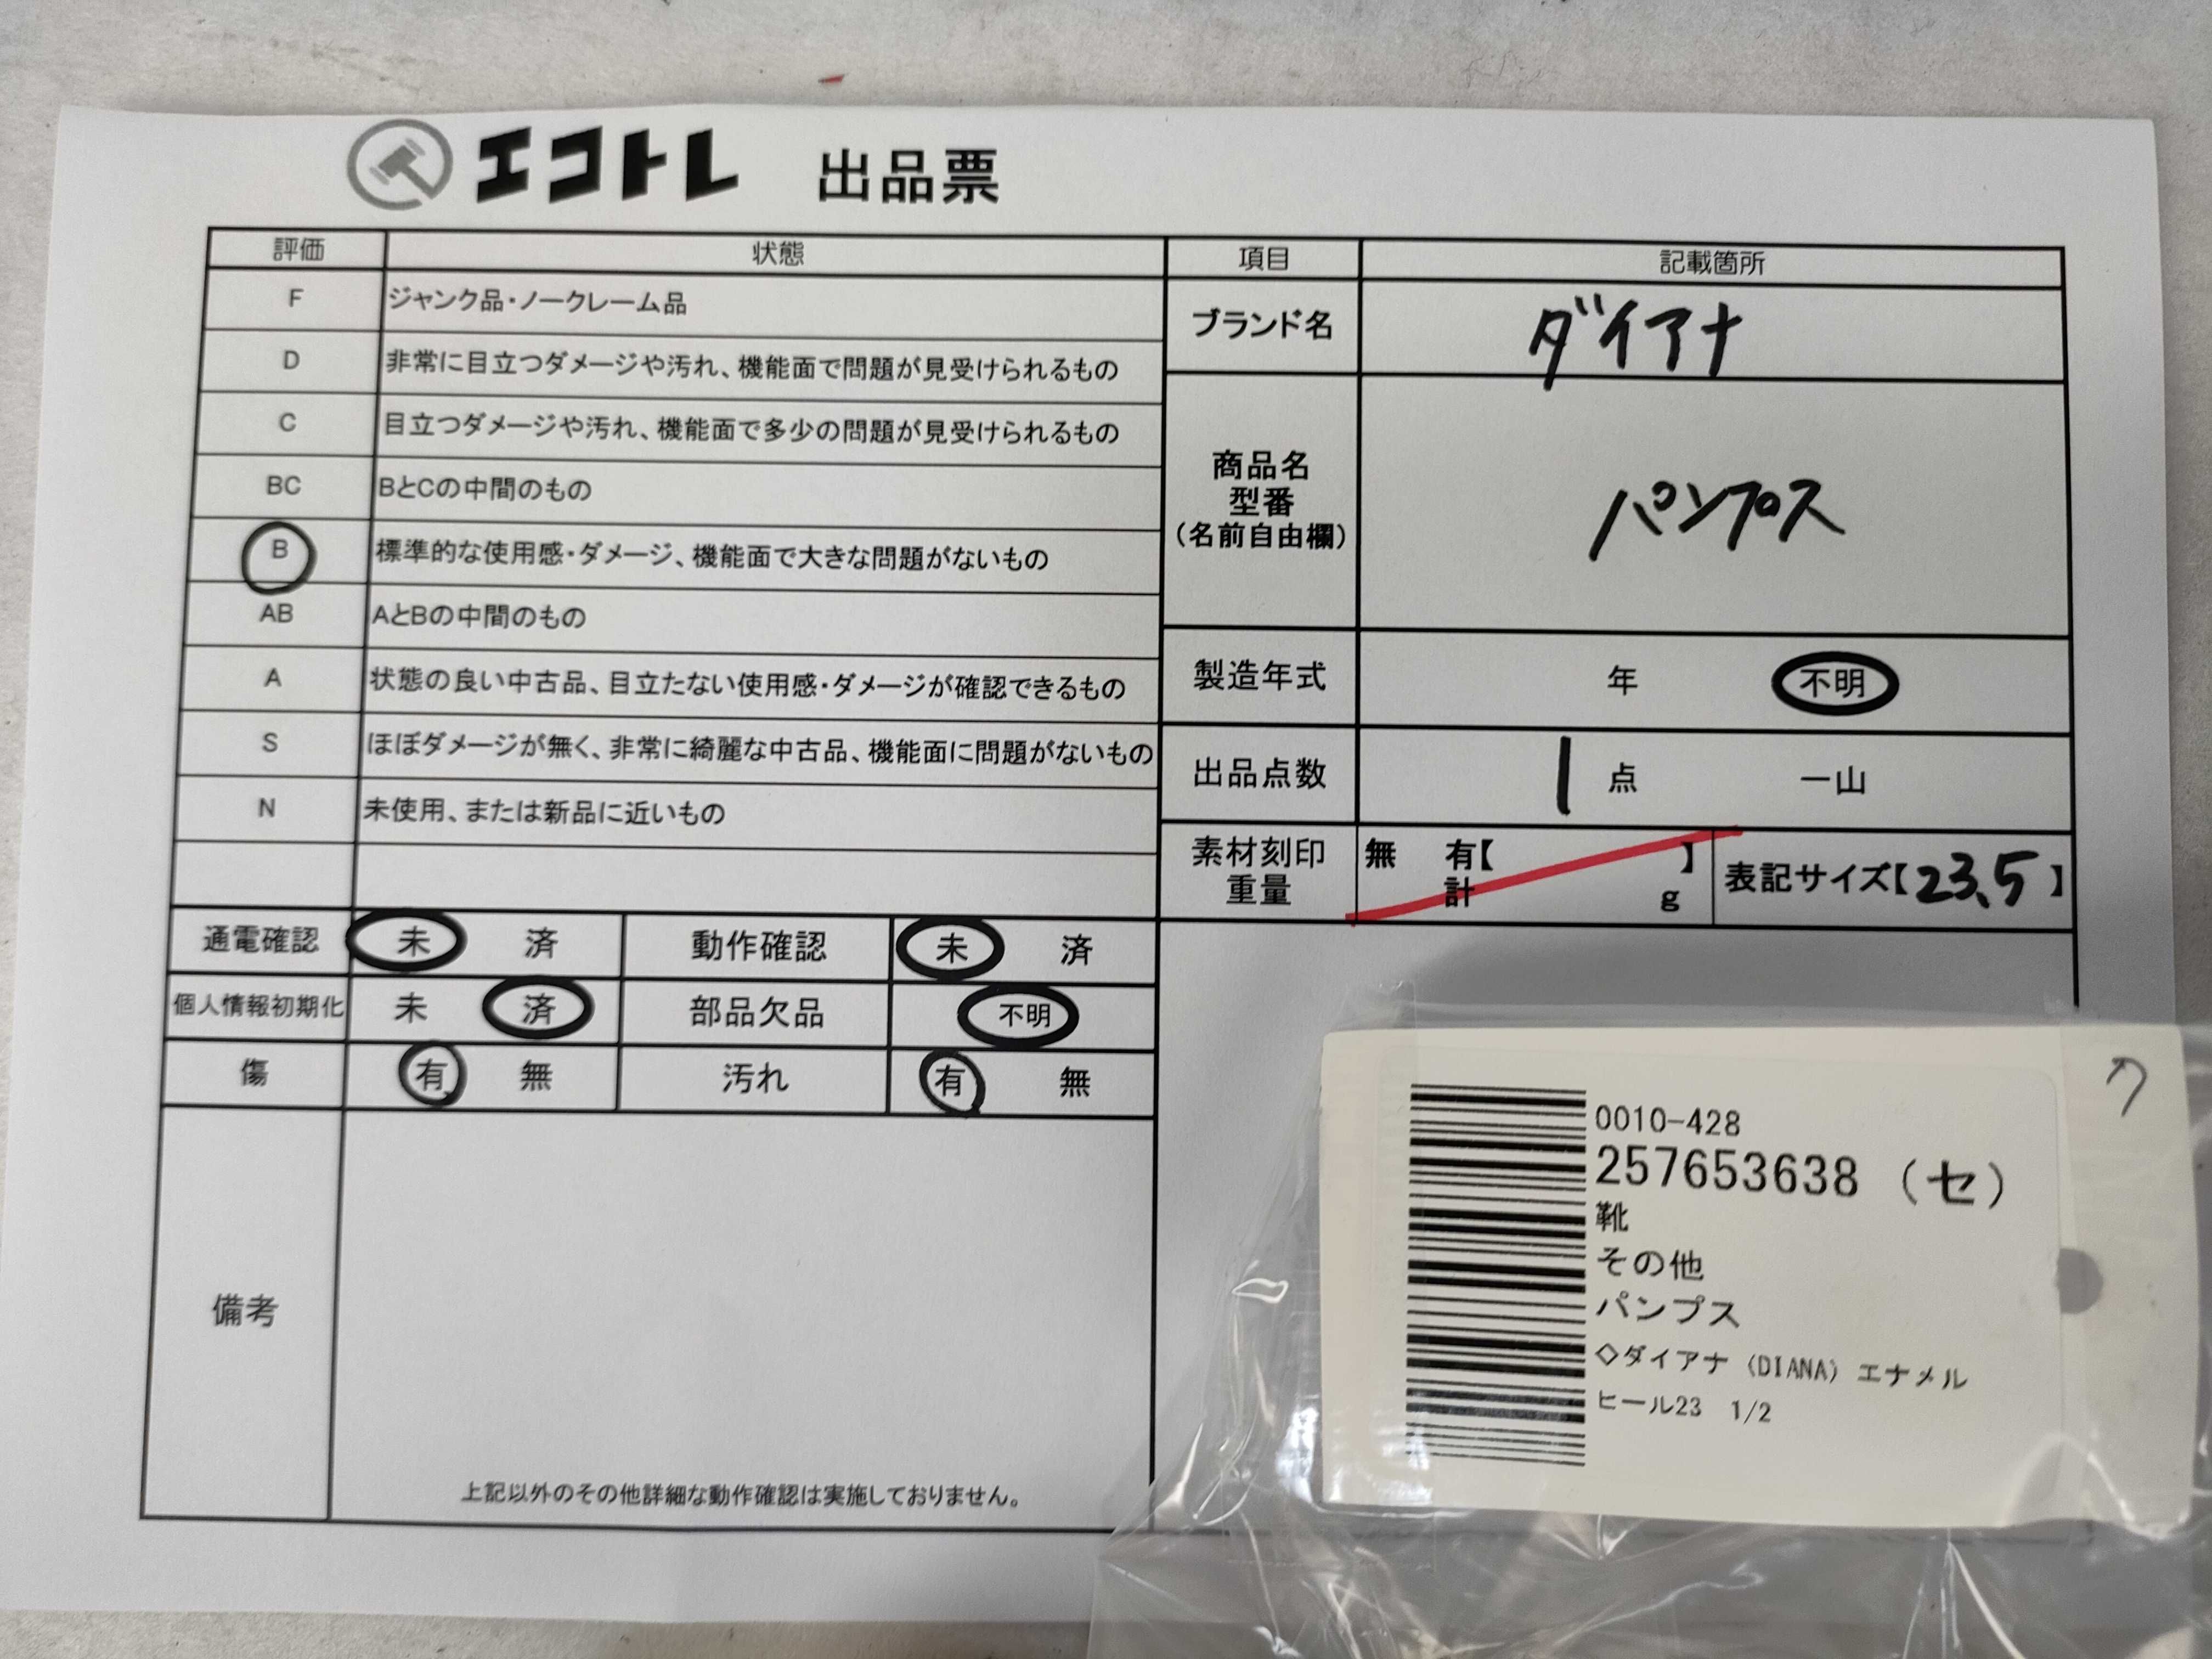 エコトレ 出品票
評価 状態
F ジャンク品・ノークレーム品
D 非常に目立つダメージや汚れ、機能面で問題が見受けられるもの
C 目立つダメージや汚れ、機能面で多少の問題が見受けられるもの
BC BとCの中間のもの
B 標準的な使用感・ダメージ、機能面で大きな問題がないもの
AB AとBの中間のもの
A 状態の良い中古品、目立たない使用感・ダメージが確認できるもの
S ほぼダメージが無く、非常に綺麗な中古品、機能面に問題がないもの
N 未使用、または新品に近いもの
通電確認 未 済 動作確認 未 済
個人情報初期化 未 済 部品欠品 不明
傷 有 無 汚れ 有 無
備考
上記以外のその他詳細な動作確認は実施しておりません。
項目 記載箇所
ブランド名 ダイアナ
商品名
型番
(名前自由欄)
パンプス
製造年式 年 不明
出品点数 1 点 一山
素材刻印 無 有【 】
重量 計 g
表記サイズ【23.5】
0010-428
257653638 (セ)
靴
その他
パンプス
◇ダイアナ (DIANA) エナメル
ヒール23 1/2